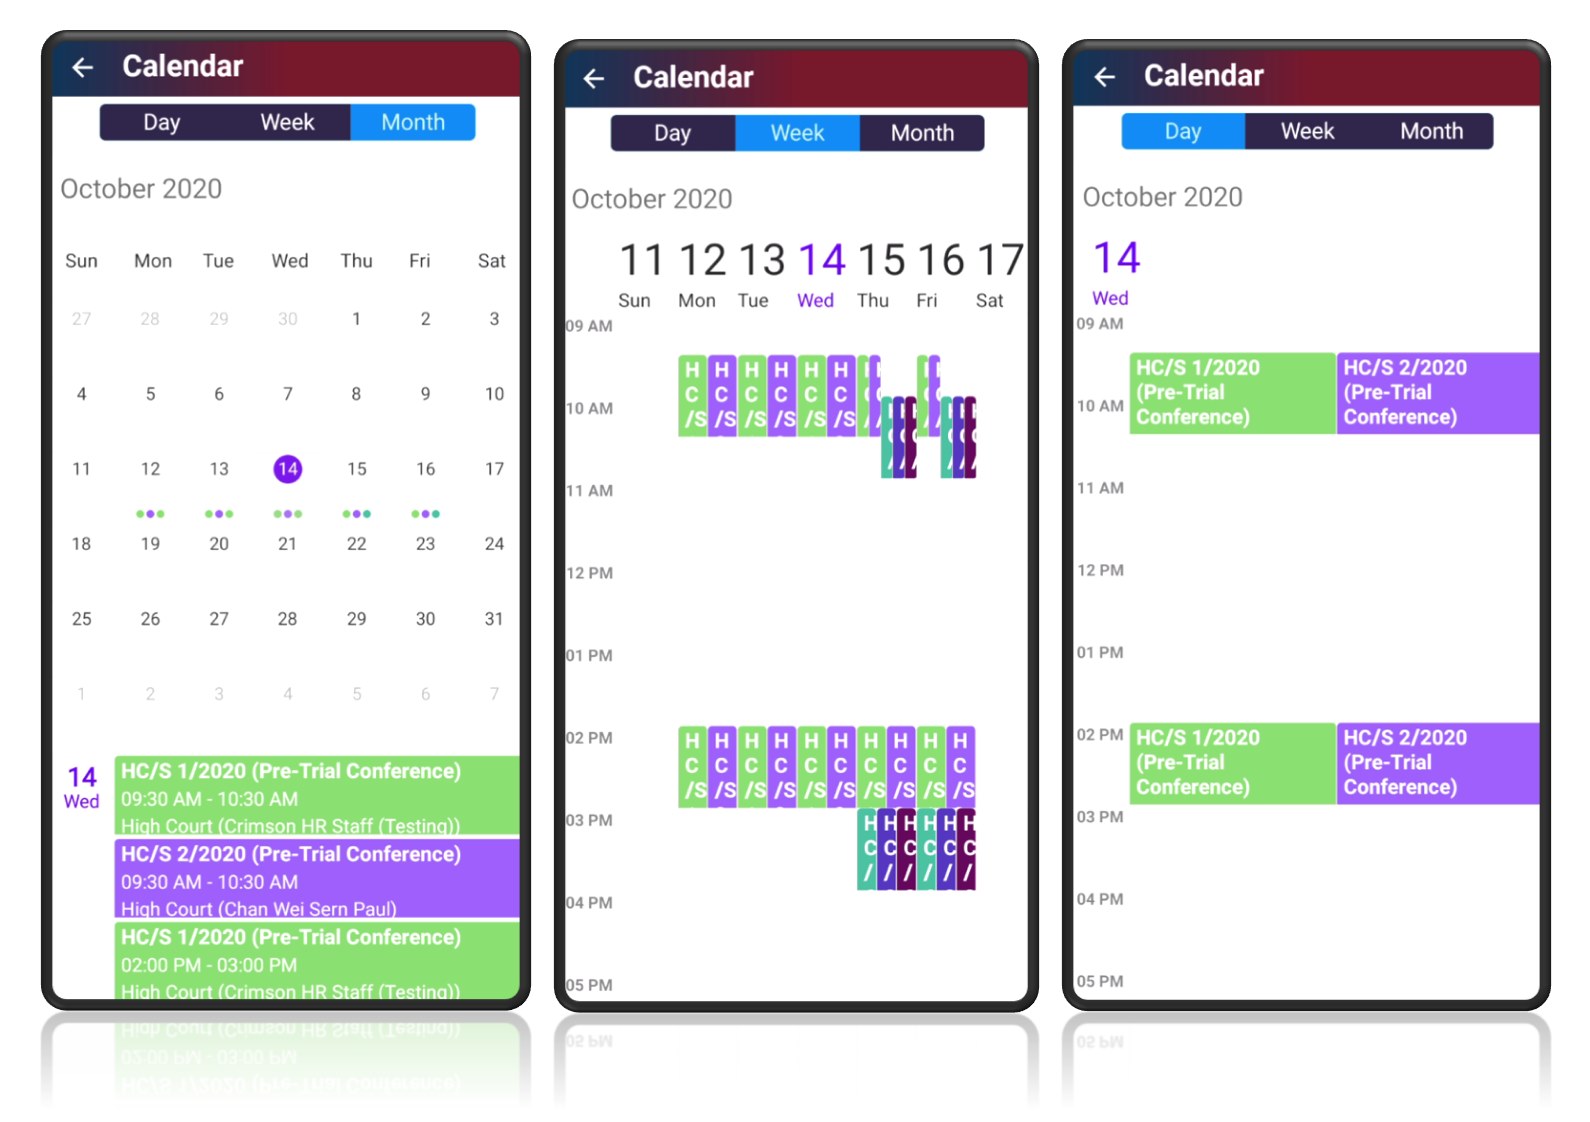 Calendar
Day Week Month
October 2020
Sun Mon Tue Wed Thu Fri Sat
27 28 29 30 1 2 3
4 5 6 7 8 9 10
11 12 13 14 15 16 17
18 19 20 21 22 23 24
25 26 27 28 29 30 31
1 2 3 4 5 6 7
14
Wed
HC/S 1/2020 (Pre-Trial Conference)
09:30 AM - 10:30 AM
High Court (Crimson HR Staff (Testing))
HC/S 2/2020 (Pre-Trial Conference)
09:30 AM - 10:30 AM
High Court (Chan Wei Sern Paul)
HC/S 1/2020 (Pre-Trial Conference)
02:00 PM - 03:00 PM
High Court (Crimson HR Staff (Testing))
Calendar
Day Week Month
October 2020
11 12 13 14 15 16 17
Sun Mon Tue Wed Thu Fri Sat
09 AM
H H H H H H
C C C C C C
/S /S /S /S /S /S
10 AM
11 AM
12 PM
01 PM
02 PM
H H H H H H H H H H
C C C C C C C C C C
/S /S /S /S /S /S /S /S /S /S
03 PM
H H H H H H
C C C C C C
/ / / / / /
04 PM
05 PM
Calendar
Day Week Month
October 2020
14
Wed
09 AM
HC/S 1/2020
(Pre-Trial
Conference)
HC/S 2/2020
(Pre-Trial
Conference)
10 AM
11 AM
12 PM
01 PM
02 PM
HC/S 1/2020
(Pre-Trial
Conference)
HC/S 2/2020
(Pre-Trial
Conference)
03 PM
04 PM
05 PM